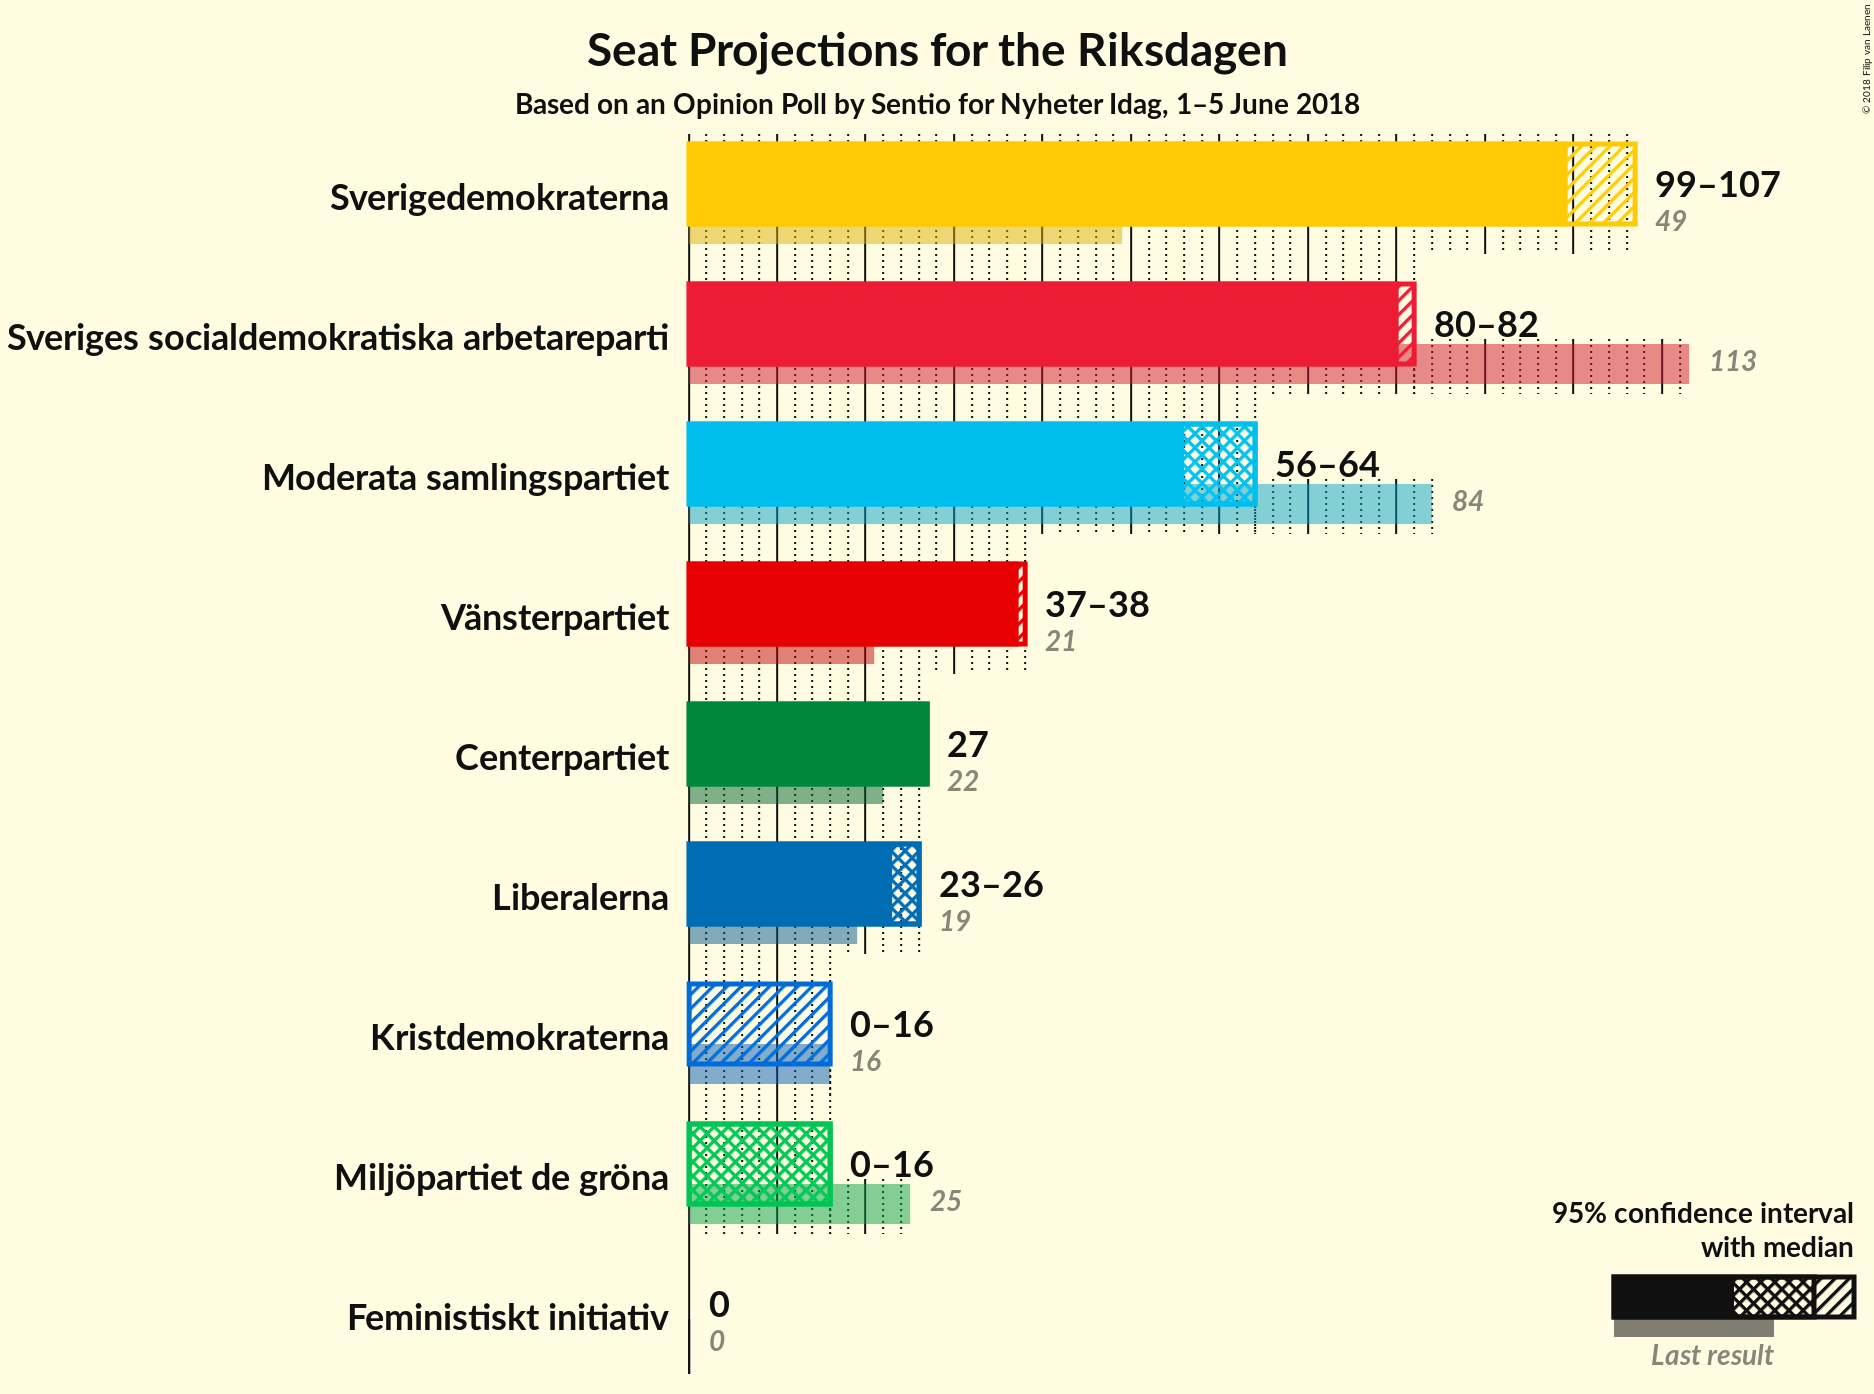 Seat Projections for the Riksdagen
Based on an Opinion Poll by Sentio for Nyheter Idag, 1–5 June 2018
© 2018 Filip van Laenen
Sverigedemokraterna
99–107
49
Sveriges socialdemokratiska arbetareparti
80–82
113
Moderata samlingspartiet
56–64
84
Vänsterpartiet
37–38
21
Centerpartiet
27
22
Liberalerna
23–26
19
Kristdemokraterna
0–16
16
Miljöpartiet de gröna
0–16
25
Feministiskt initiativ
0
0
95% confidence interval
with median
Last result